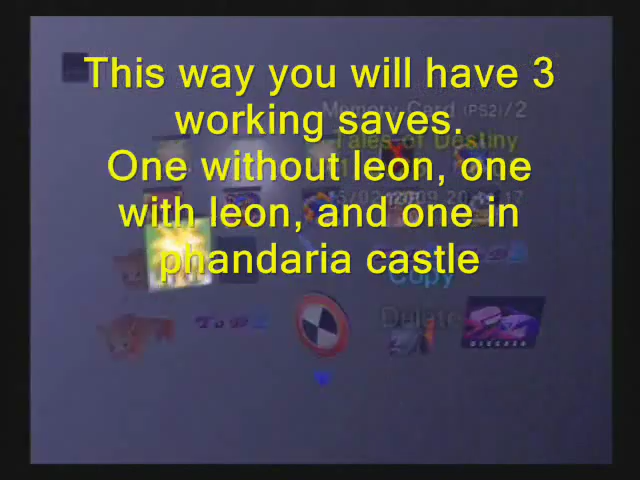 This way you will have 3
working saves.
One without leon, one
with leon, and one in
phandaria castle
Memory Card (PS2)/2
Tales of Destiny
Copy
Delete